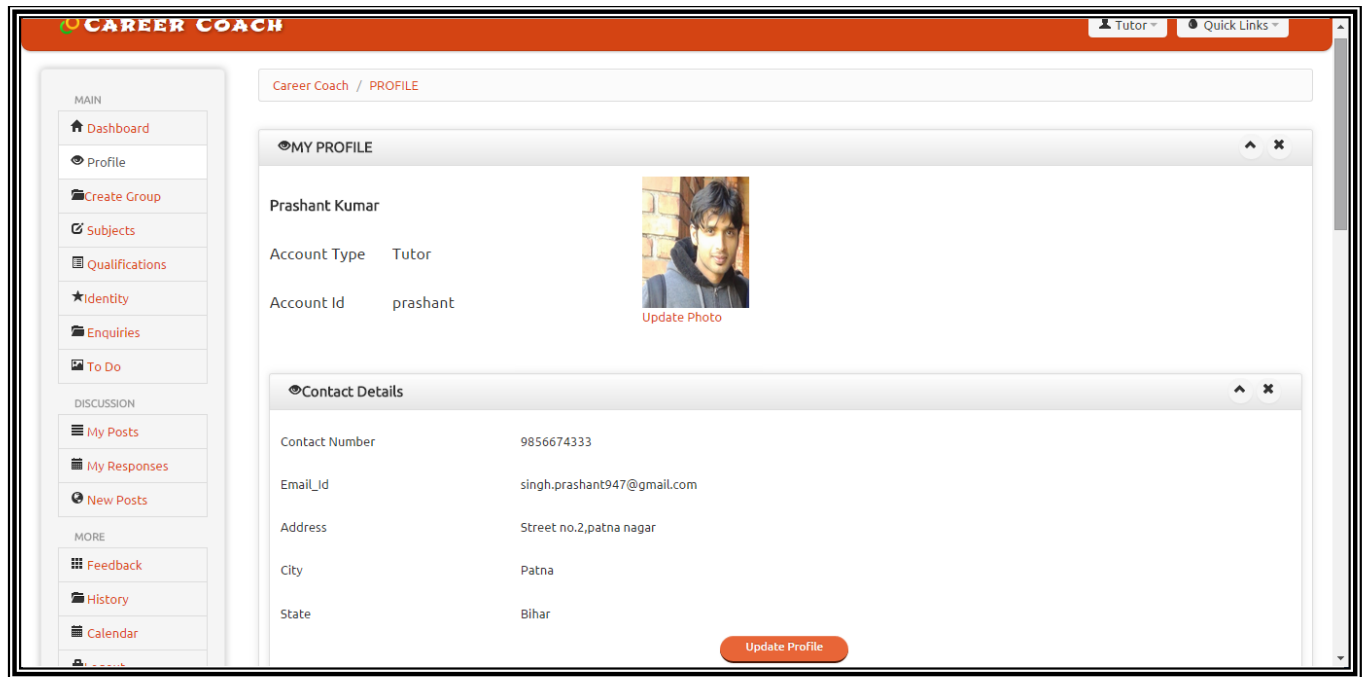 CAREER COACH
Tutor
Quick Links
MAIN
Dashboard
Profile
Create Group
Subjects
Qualifications
Identity
Enquiries
To Do
DISCUSSION
My Posts
My Responses
New Posts
MORE
Feedback
History
Calendar
Career Coach / PROFILE
MY PROFILE
Prashant Kumar
Account Type Tutor
Account Id prashant
Update Photo
Contact Details
Contact Number 9856674333
Email_Id singh.prashant947@gmail.com
Address Street no.2,patna nagar
City Patna
State Bihar
Update Profile